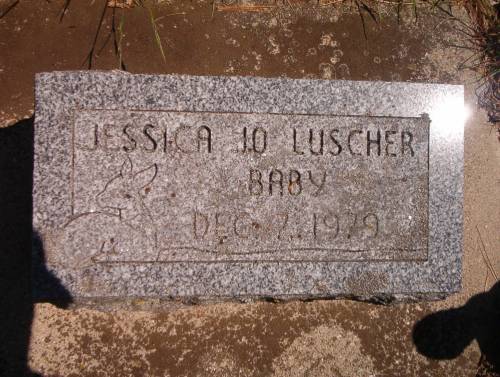 JESSICA JO LUSCHER
BABY
DEC. 7, 1979